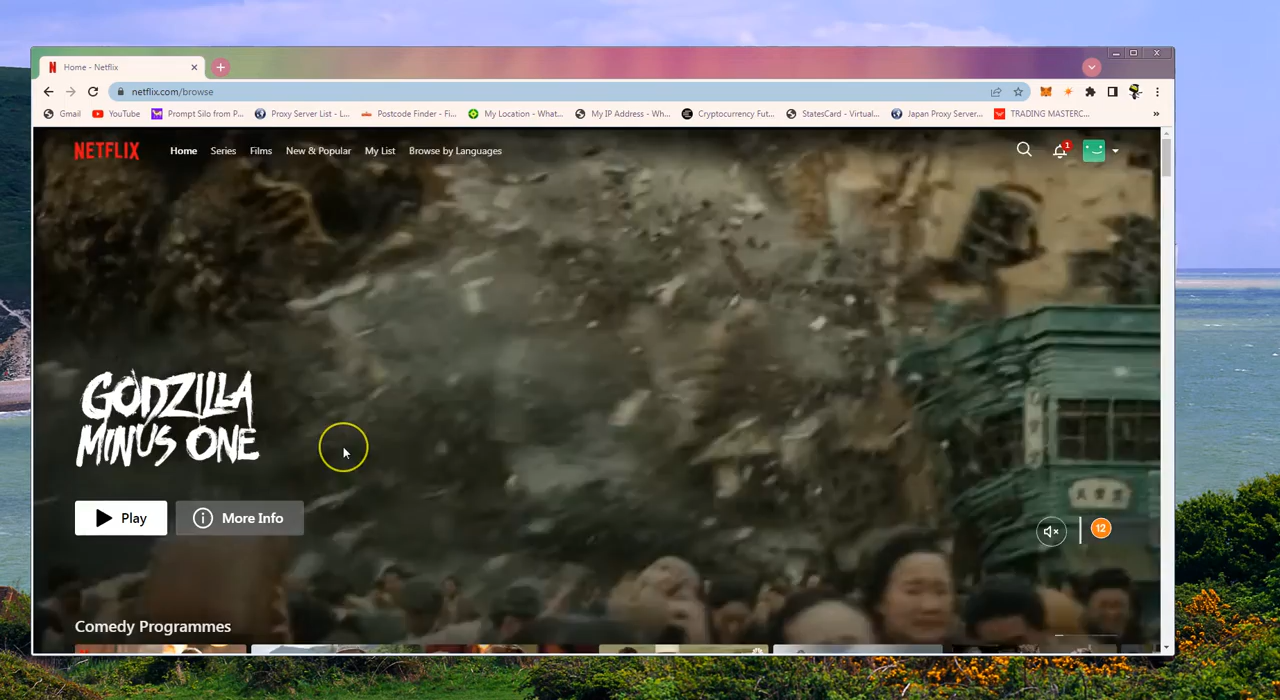 Home - Netflix
netflix.com/browse
Gmail YouTube Prompt Silo from P... Proxy Server List - L... Postcode Finder - Fi... My Location - What... My IP Address - Wh... Cryptocurrency Fut... StatesCard - Virtual... Japan Proxy Server... TRADING MASTERC... »
NETFLIX Home Series Films New & Popular My List Browse by Languages 1
GODZILLA
MINUS ONE
Play More Info 12
Comedy Programmes